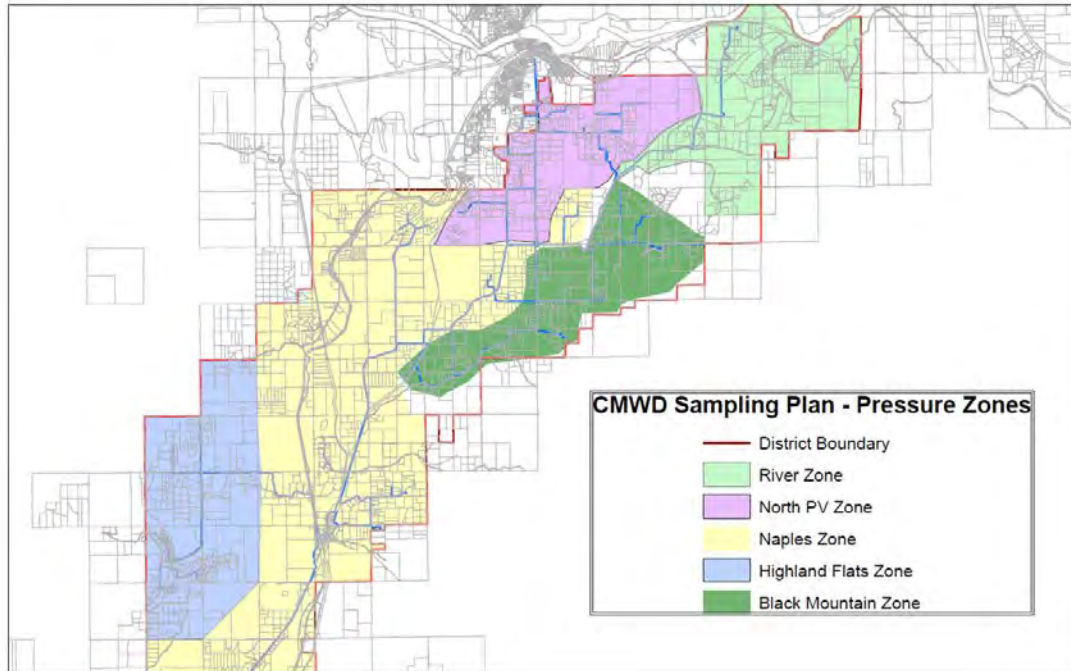 CMWD Sampling Plan - Pressure Zones
District Boundary
River Zone
North PV Zone
Naples Zone
Highland Flats Zone
Black Mountain Zone